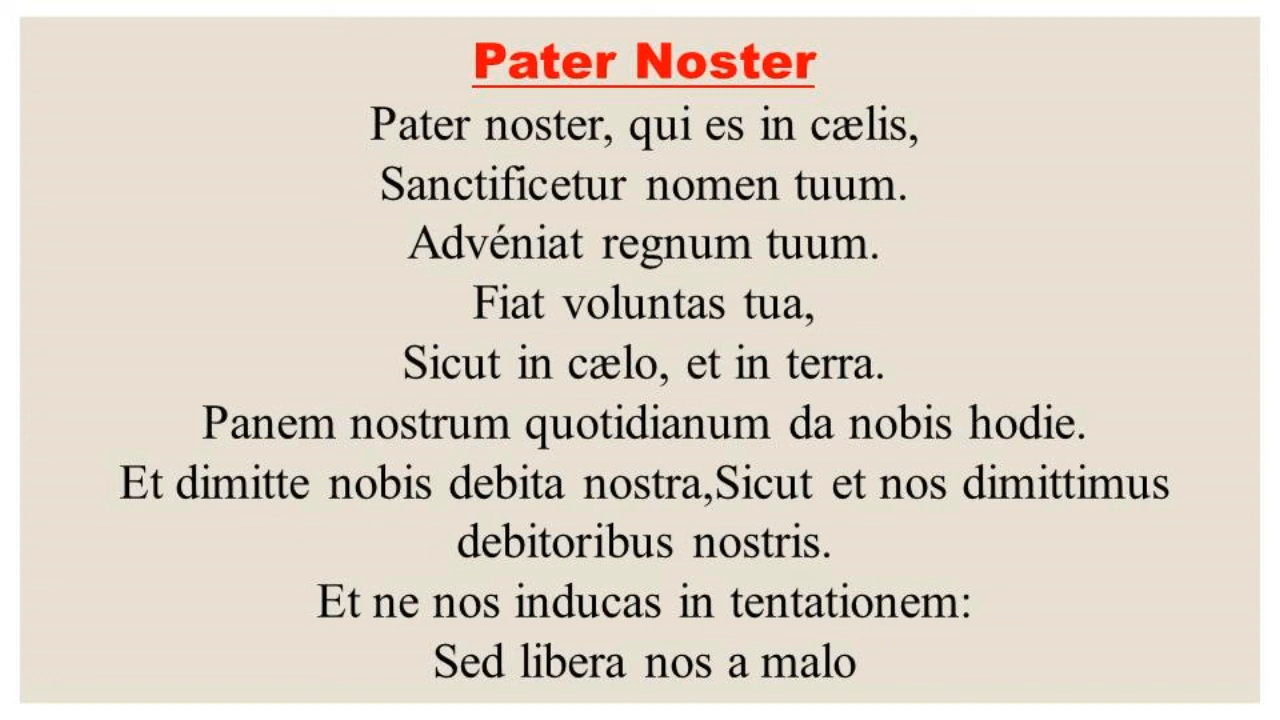 Pater Noster
Pater noster, qui es in cælis,
Sanctificetur nomen tuum.
Advéniat regnum tuum.
Fiat voluntas tua,
Sicut in cælo, et in terra.
Panem nostrum quotidianum da nobis hodie.
Et dimitte nobis debita nostra,Sicut et nos dimittimus
debitoribus nostris.
Et ne nos inducas in tentationem:
Sed libera nos a malo